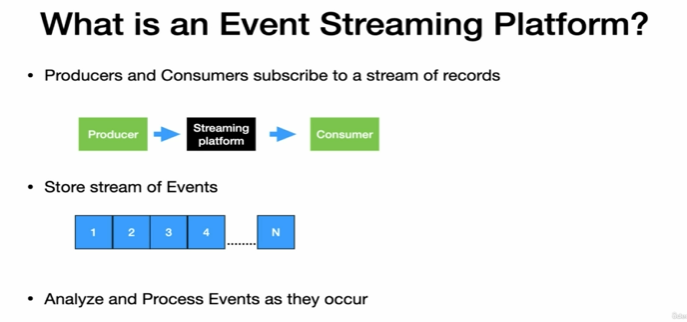 What is an Event Streaming Platform?
• Producers and Consumers subscribe to a stream of records
Producer
Streaming
platform
Consumer
• Store stream of Events
1 2 3 4 ........ N
• Analyze and Process Events as they occur